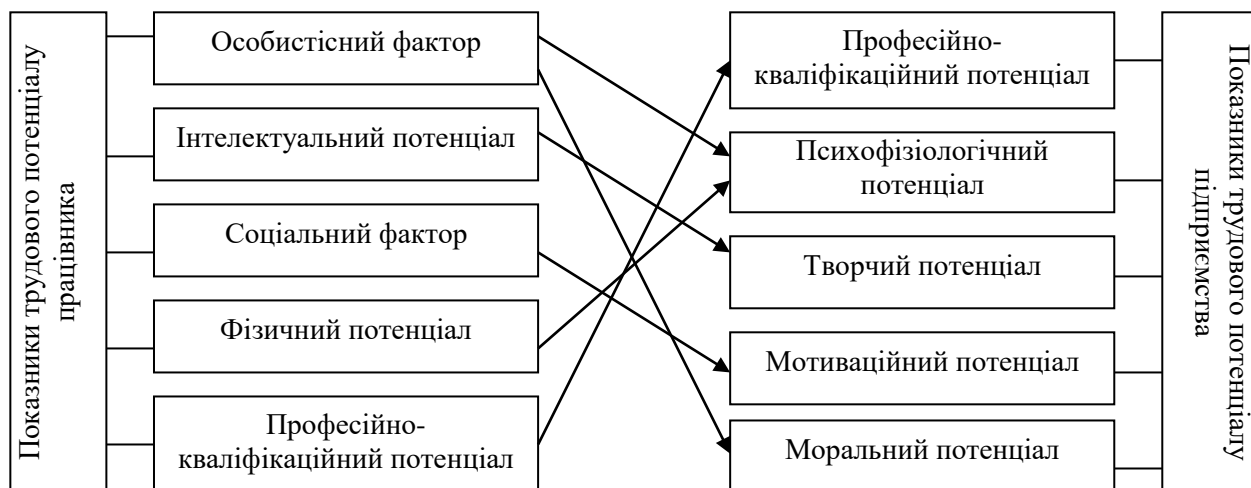 Показники трудового потенціалу
працівника
Особистісний фактор
Інтелектуальний потенціал
Соціальний фактор
Фізичний потенціал
Професійно-
кваліфікаційний потенціал
Професійно-
кваліфікаційний потенціал
Психофізіологічний
потенціал
Творчий потенціал
Мотиваційний потенціал
Моральний потенціал
Показники трудового потенціалу
підприємства